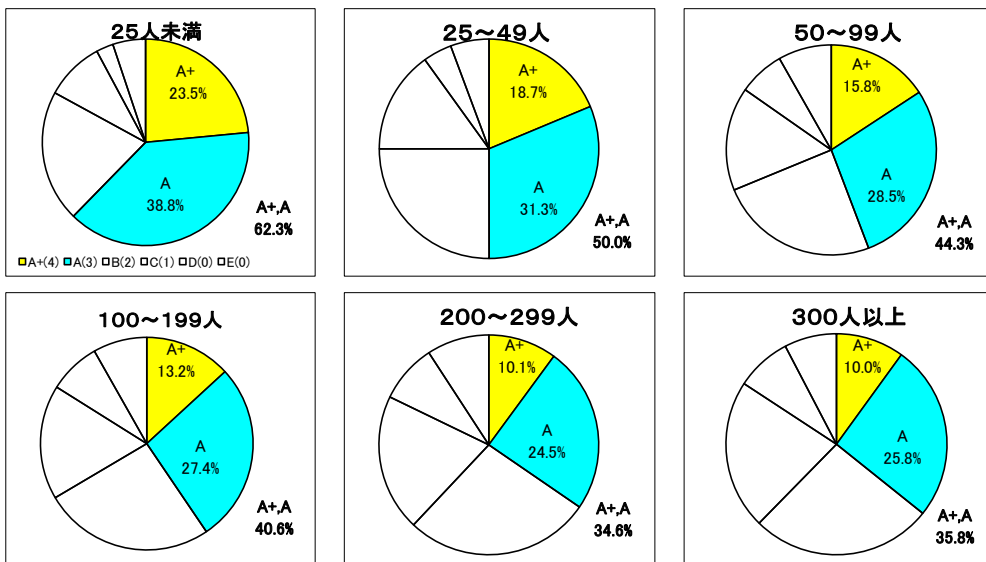 25人未満
A+
23.5%
A
38.8%
A+,A
62.3%
A+(4) A(3) B(2) C(1) D(0) E(0)
25～49人
A+
18.7%
A
31.3%
A+,A
50.0%
50～99人
A+
15.8%
A
28.5%
A+,A
44.3%
100～199人
A+
13.2%
A
27.4%
A+,A
40.6%
200～299人
A+
10.1%
A
24.5%
A+,A
34.6%
300人以上
A+
10.0%
A
25.8%
A+,A
35.8%